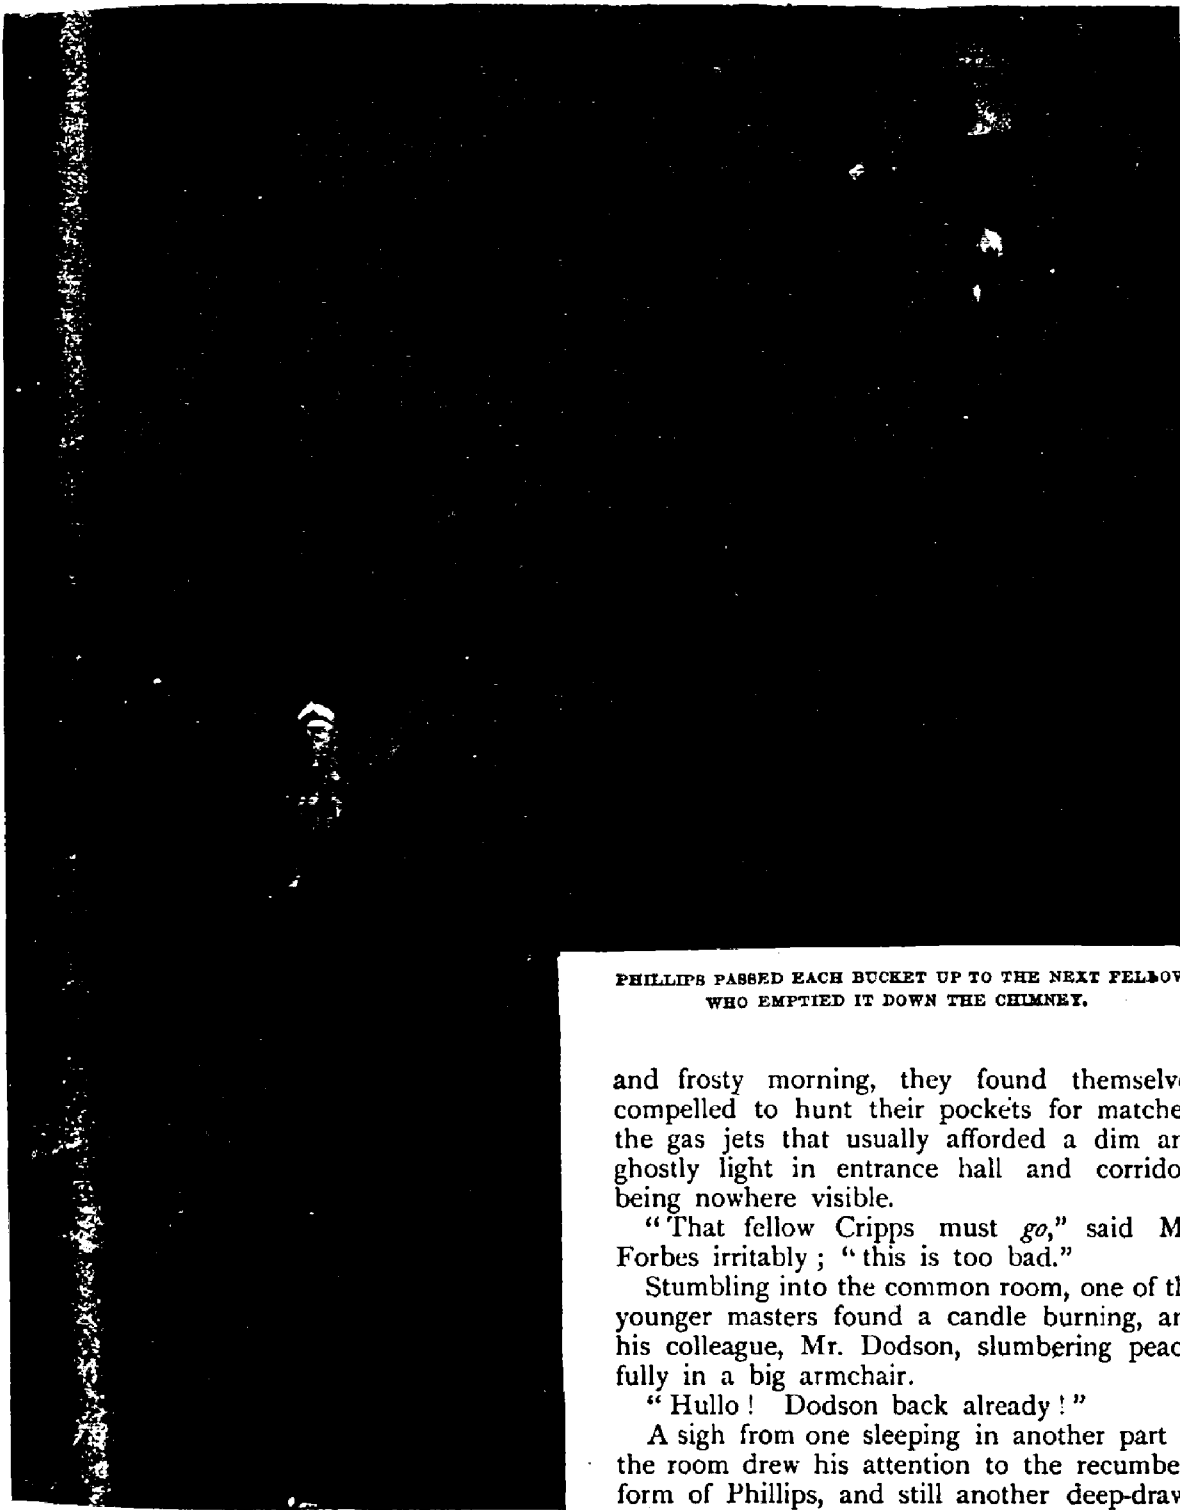 PHILLIPS PASSED EACH BUCKET UP TO THE NEXT FELLOW
WHO EMPTIED IT DOWN THE CHIMNEY.
and frosty morning, they found themselve
compelled to hunt their pockets for matche
the gas jets that usually afforded a dim an
ghostly light in entrance hall and corrido
being nowhere visible.
“That fellow Cripps must go,” said M
Forbes irritably ; “this is too bad.”
Stumbling into the common room, one of th
younger masters found a candle burning, an
his colleague, Mr. Dodson, slumbering peac
fully in a big armchair.
“Hullo ! Dodson back already !”
A sigh from one sleeping in another part
the room drew his attention to the recumbe
form of Phillips, and still another deep-draw